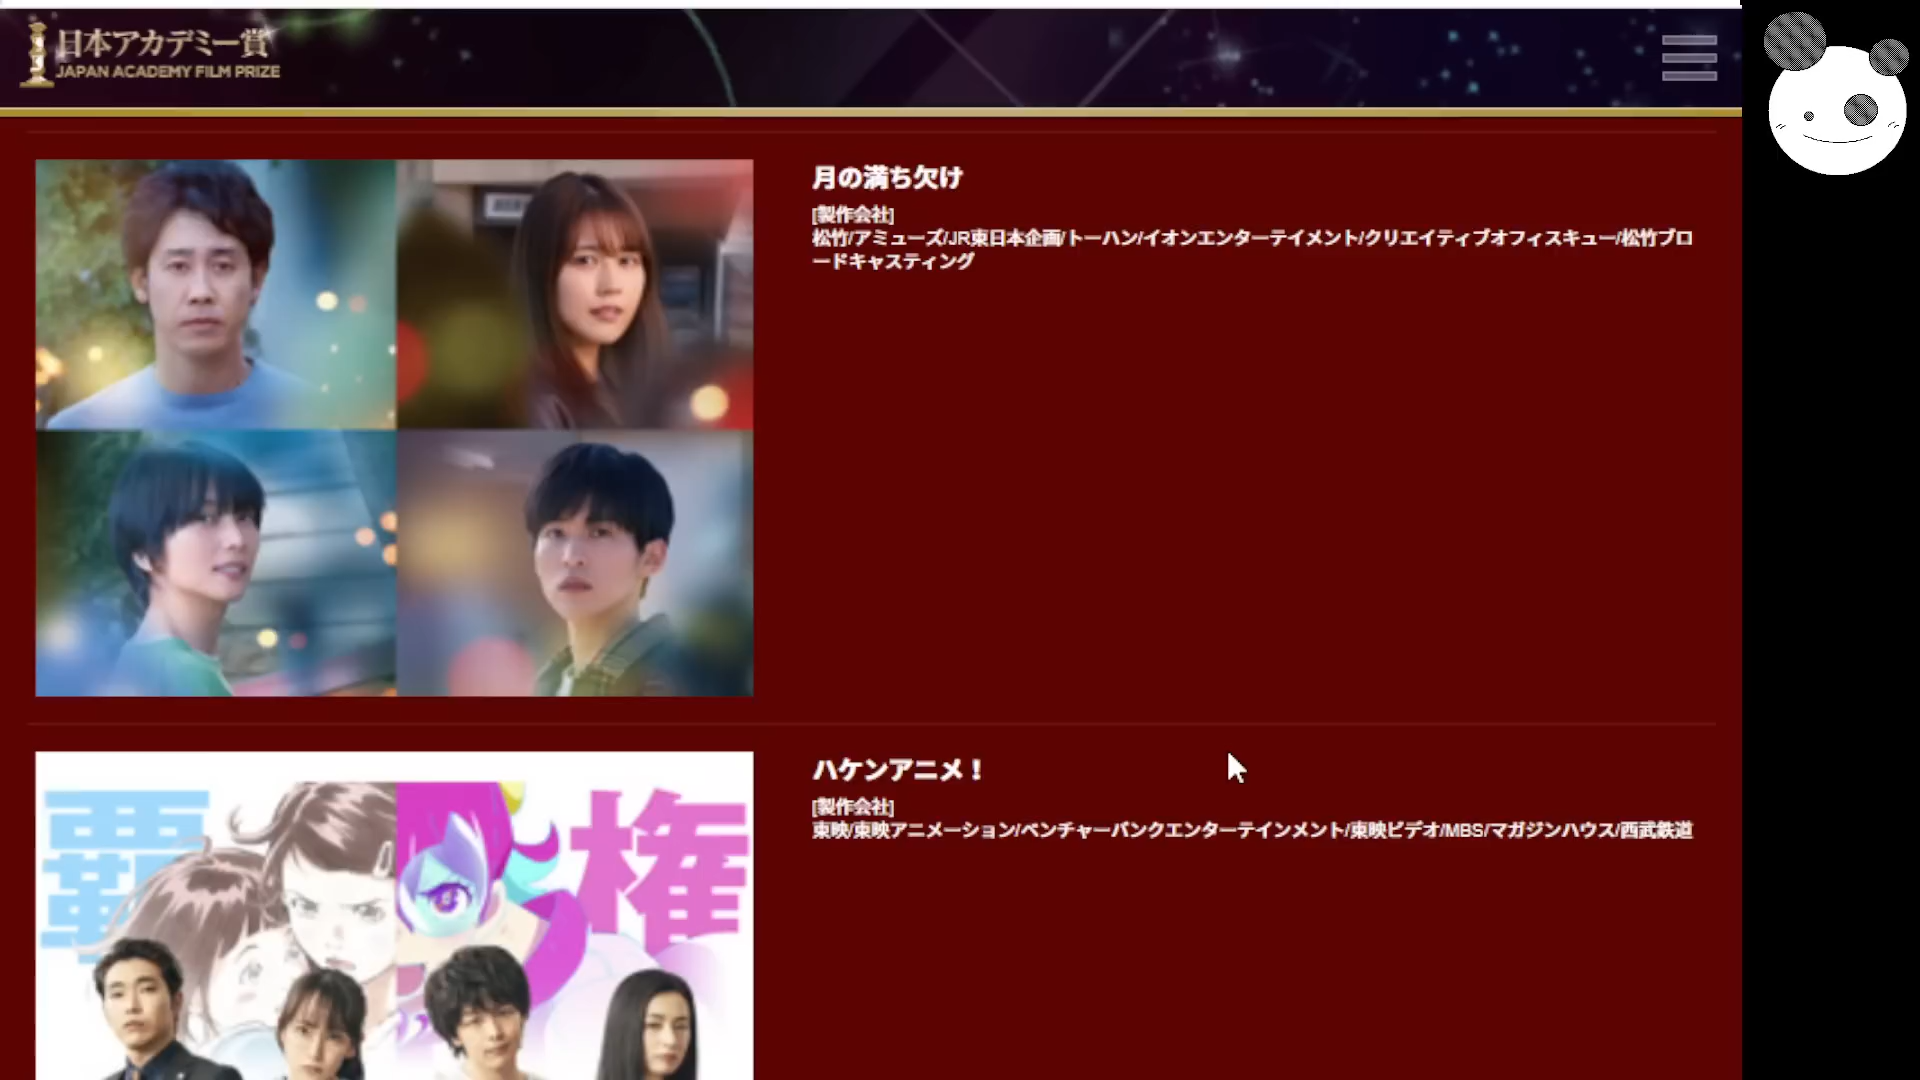 日本アカデミー賞
JAPAN ACADEMY FILM PRIZE
月の満ち欠け
[製作会社]
松竹/アミューズ/JR東日本企画/トーハン/イオンエンターテイメント/クリエイティブオフィスキュー/松竹ブロ
ードキャスティング
ハケンアニメ！
[製作会社]
東映/東映アニメーション/ベンチャーバンクエンターテインメント/東映ビデオ/MBS/マガジンハウス/西武鉄道
覇権